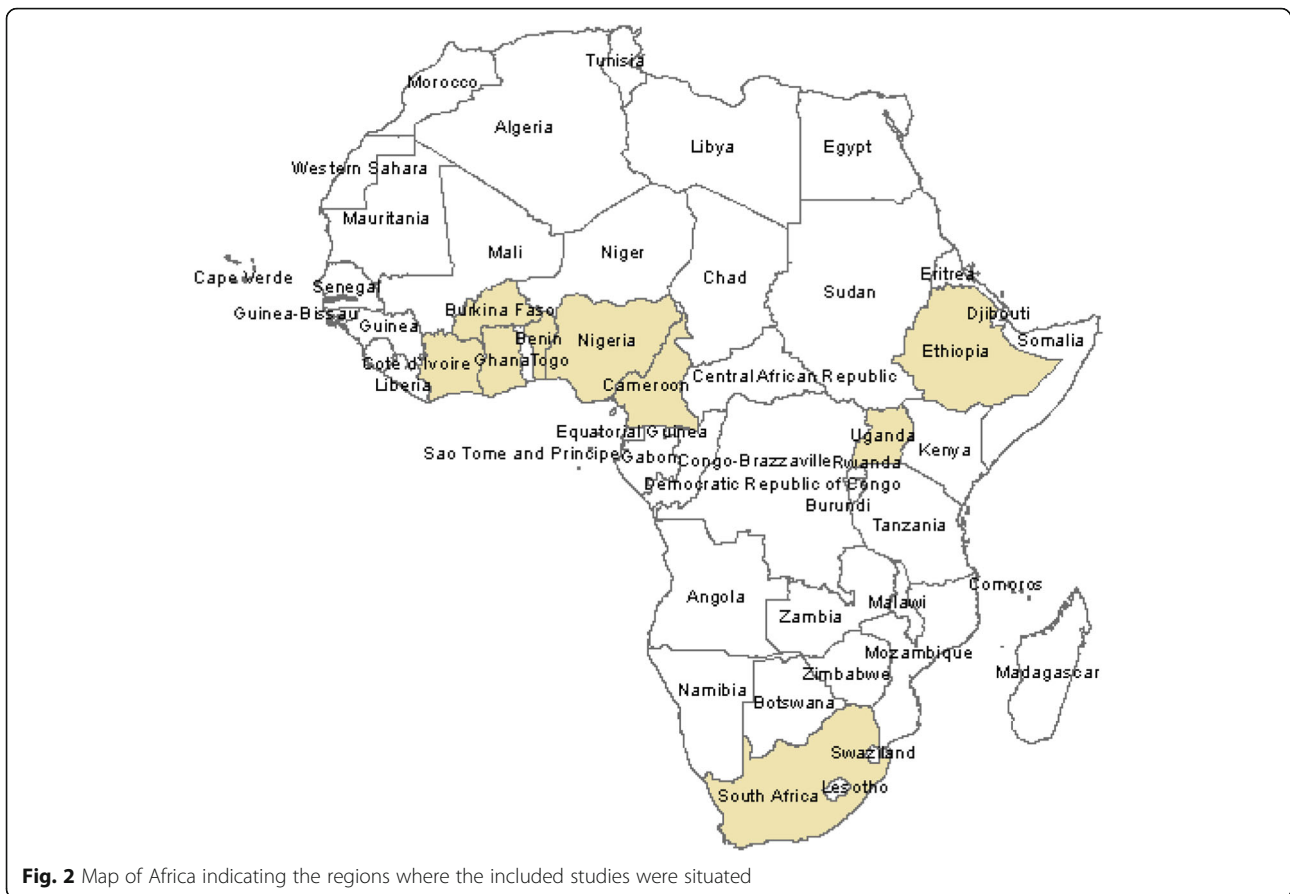 Tunisia
Morocco
Algeria
Libya
Egypt
Western Sahara
Mauritania
Mali
Niger
Chad
Sudan
Eritrea
Cape Verde
Senegal
Guinea-Bissau
Guinea
Burkina Faso
Djibouti
Benin
Nigeria
Somalia
Cote d'Ivoire
Ghana
Togo
Ethiopia
Liberia
Cameroon
Central African Republic
Equatorial Guinea
Uganda
Kenya
Sao Tome and Principe
Gabon
Congo-Brazzaville
Rwanda
Democratic Republic of Congo
Burundi
Tanzania
Comoros
Angola
Malawi
Zambia
Mozambique
Zimbabwe
Madagascar
Namibia
Botswana
Swaziland
South Africa
Lesotho
Fig. 2 Map of Africa indicating the regions where the included studies were situated